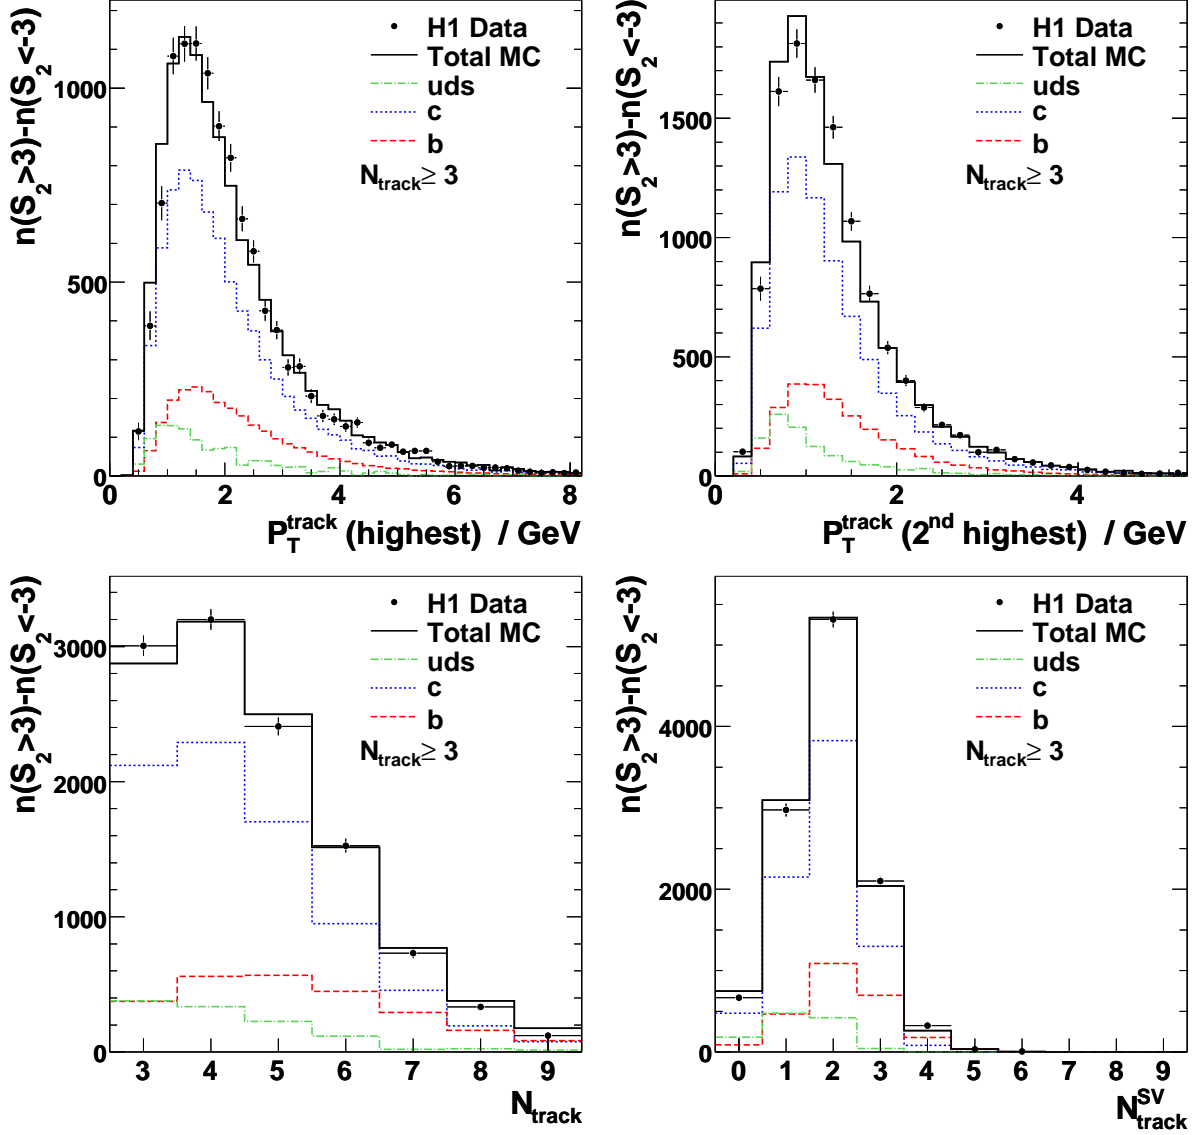 n(S_2>3)-n(S_2<-3)
H1 Data
Total MC
uds
c
b
N_track≥ 3
1000
500
0
0 2 4 6 8
P_T^track (highest) / GeV
n(S_2>3)-n(S_2<-3)
H1 Data
Total MC
uds
c
b
N_track≥ 3
1500
1000
500
0
0 2 4
P_T^track (2^nd highest) / GeV
n(S_2>3)-n(S_2<-3)
H1 Data
Total MC
uds
c
b
N_track≥ 3
3000
2000
1000
0
3 4 5 6 7 8 9
N_track
n(S_2>3)-n(S_2<-3)
H1 Data
Total MC
uds
c
b
N_track≥ 3
4000
2000
0
0 1 2 3 4 5 6 7 8 9
N_track^SV